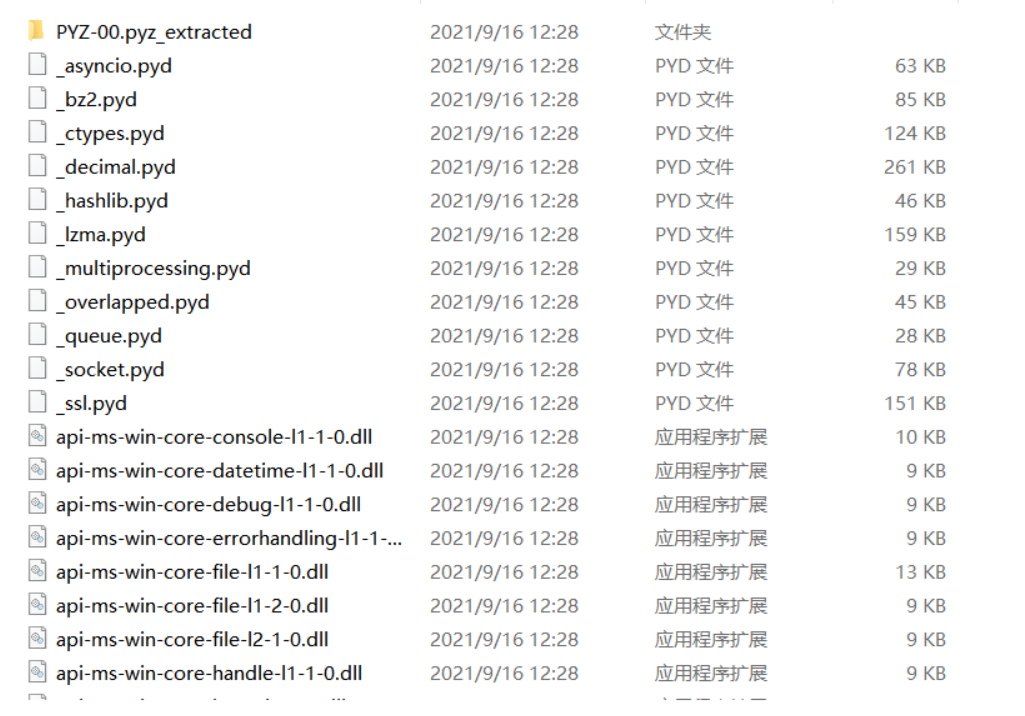 PYZ-00.pyz_extracted 2021/9/16 12:28 文件夹
_asyncio.pyd 2021/9/16 12:28 PYD 文件 63 KB
_bz2.pyd 2021/9/16 12:28 PYD 文件 85 KB
_ctypes.pyd 2021/9/16 12:28 PYD 文件 124 KB
_decimal.pyd 2021/9/16 12:28 PYD 文件 261 KB
_hashlib.pyd 2021/9/16 12:28 PYD 文件 46 KB
_lzma.pyd 2021/9/16 12:28 PYD 文件 159 KB
_multiprocessing.pyd 2021/9/16 12:28 PYD 文件 29 KB
_overlapped.pyd 2021/9/16 12:28 PYD 文件 45 KB
_queue.pyd 2021/9/16 12:28 PYD 文件 28 KB
_socket.pyd 2021/9/16 12:28 PYD 文件 78 KB
_ssl.pyd 2021/9/16 12:28 PYD 文件 151 KB
api-ms-win-core-console-l1-1-0.dll 2021/9/16 12:28 应用程序扩展 10 KB
api-ms-win-core-datetime-l1-1-0.dll 2021/9/16 12:28 应用程序扩展 9 KB
api-ms-win-core-debug-l1-1-0.dll 2021/9/16 12:28 应用程序扩展 9 KB
api-ms-win-core-errorhandling-l1-1-... 2021/9/16 12:28 应用程序扩展 9 KB
api-ms-win-core-file-l1-1-0.dll 2021/9/16 12:28 应用程序扩展 13 KB
api-ms-win-core-file-l1-2-0.dll 2021/9/16 12:28 应用程序扩展 9 KB
api-ms-win-core-file-l2-1-0.dll 2021/9/16 12:28 应用程序扩展 9 KB
api-ms-win-core-handle-l1-1-0.dll 2021/9/16 12:28 应用程序扩展 9 KB